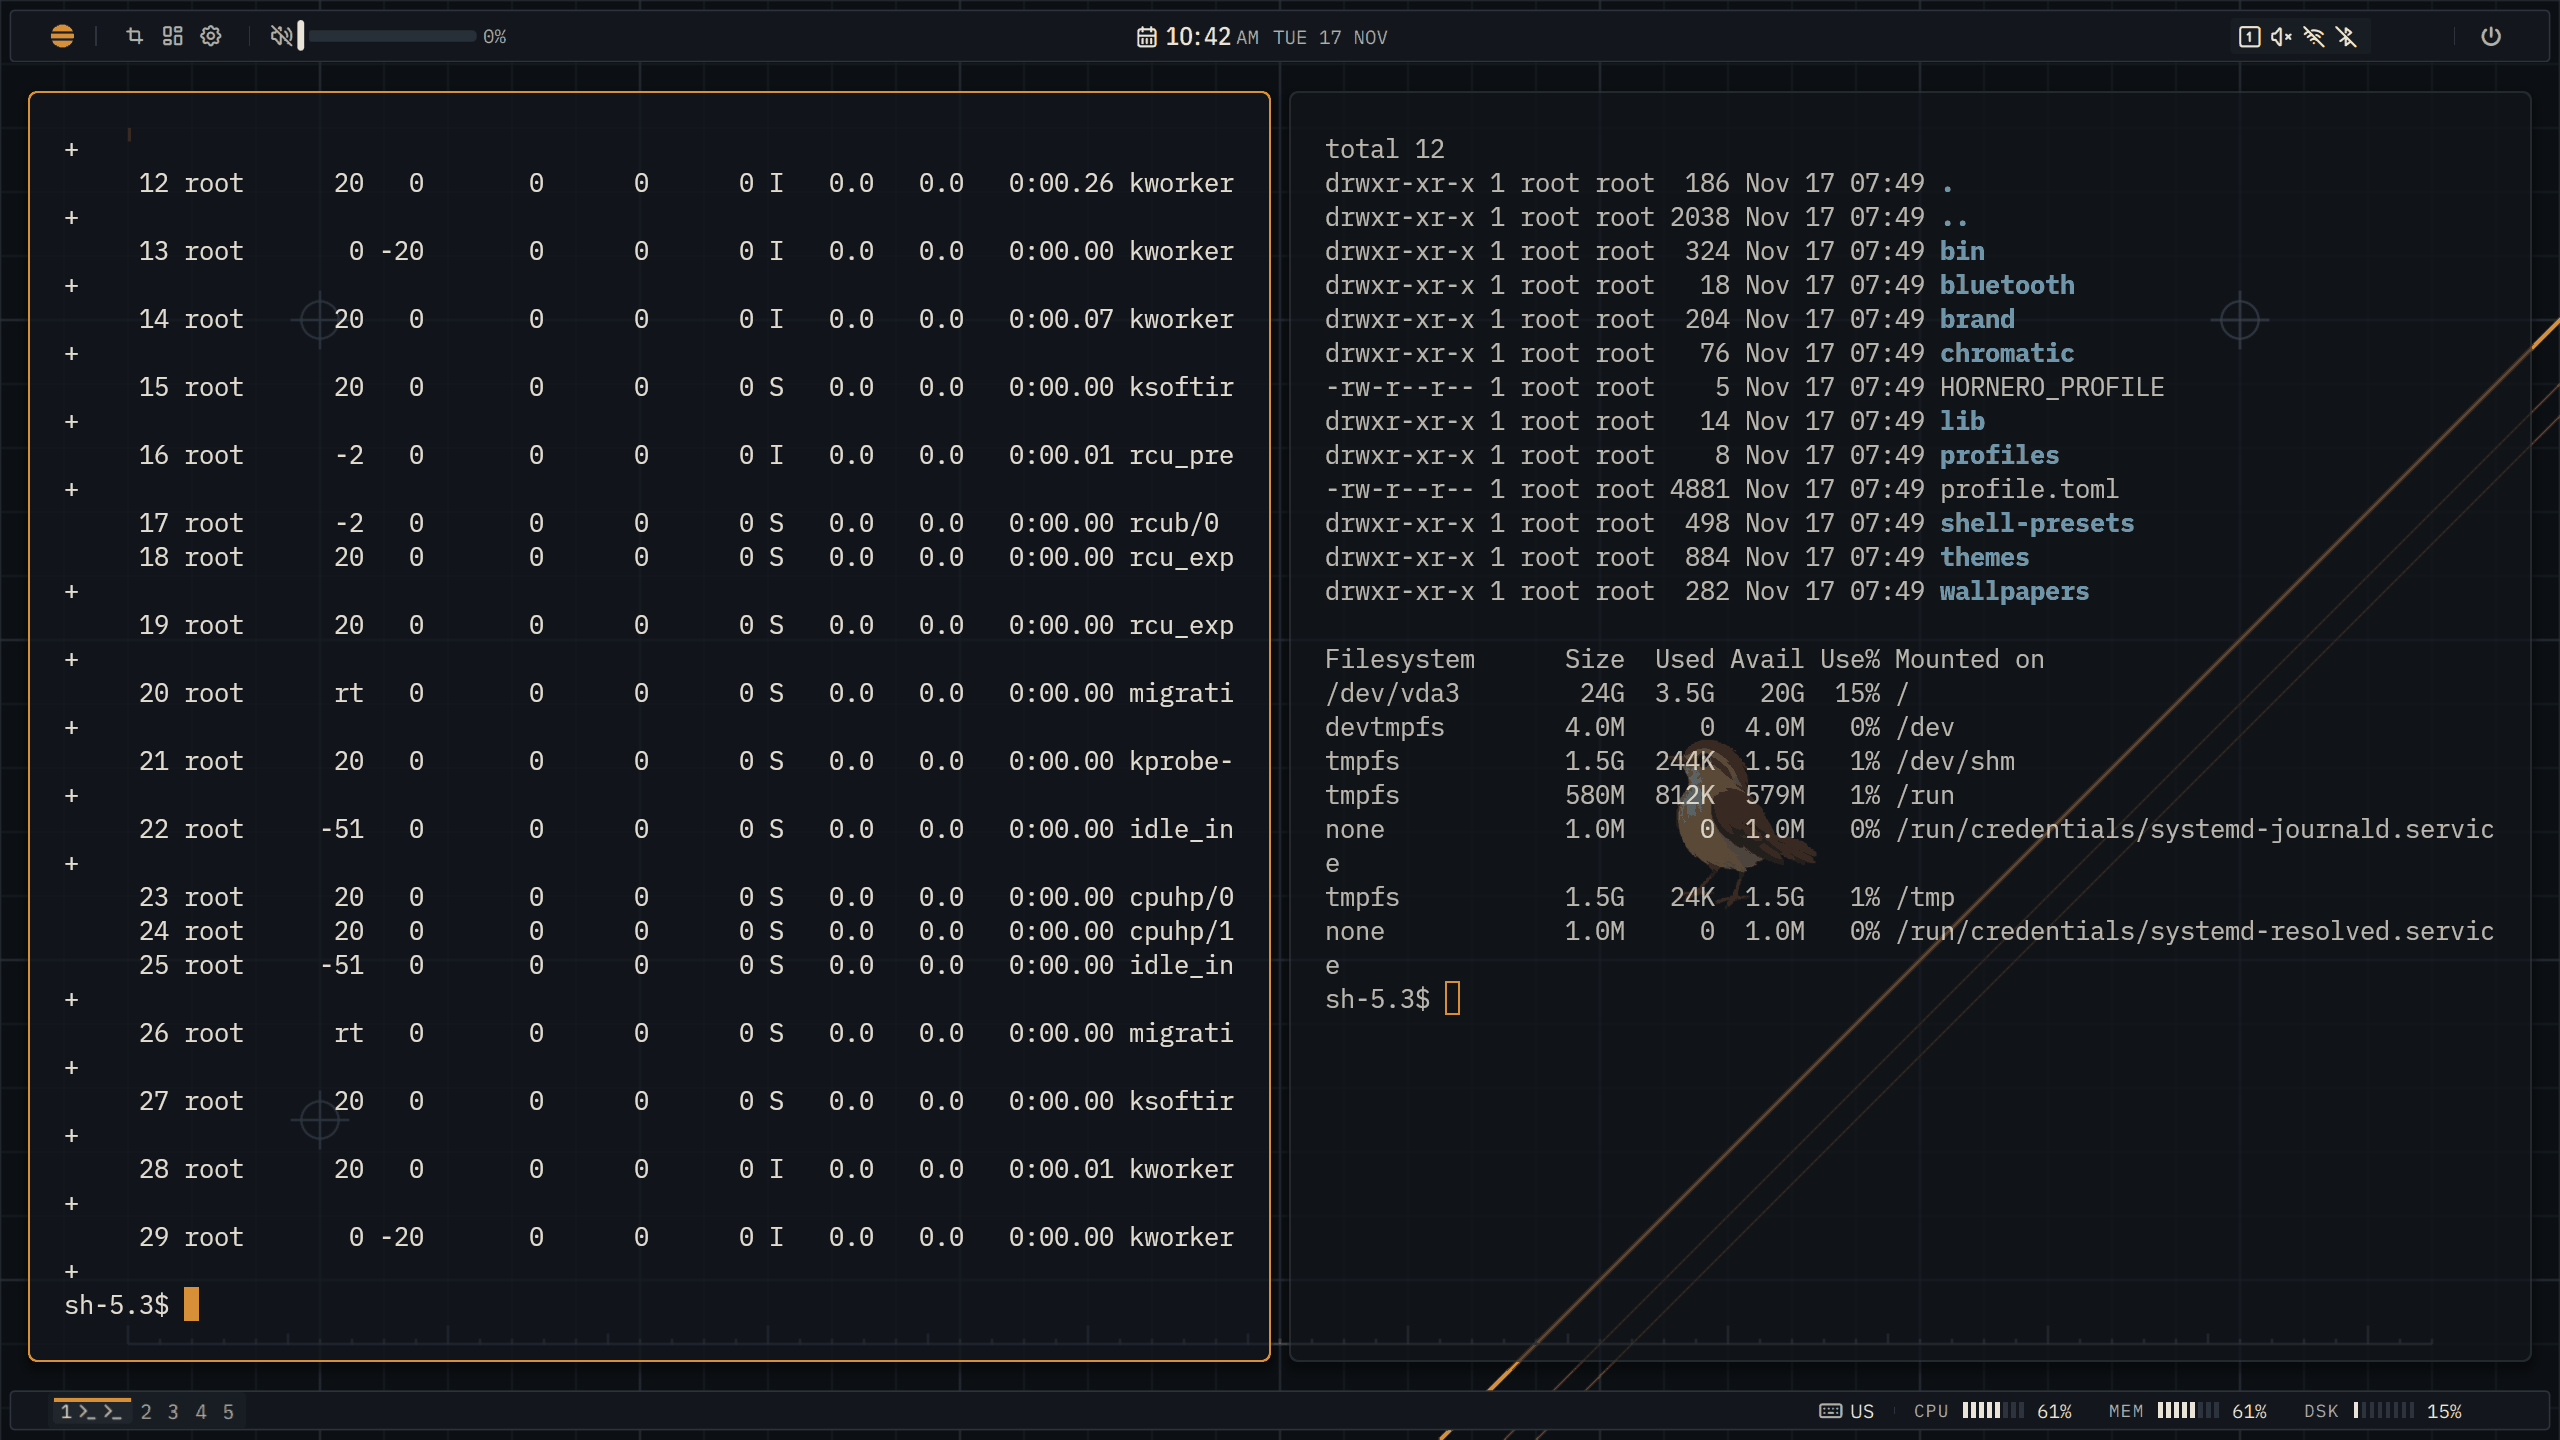 0%
10:42 AM TUE 17 NOV
1
+
12 root 20 0 0 0 0 I 0.0 0.0 0:00.26 kworker
+
13 root 0 -20 0 0 0 I 0.0 0.0 0:00.00 kworker
+
14 root 20 0 0 0 0 I 0.0 0.0 0:00.07 kworker
+
15 root 20 0 0 0 0 S 0.0 0.0 0:00.00 ksoftir
+
16 root -2 0 0 0 0 I 0.0 0.0 0:00.01 rcu_pre
+
17 root -2 0 0 0 0 S 0.0 0.0 0:00.00 rcub/0
18 root 20 0 0 0 0 S 0.0 0.0 0:00.00 rcu_exp
+
19 root 20 0 0 0 0 S 0.0 0.0 0:00.00 rcu_exp
+
20 root rt 0 0 0 0 S 0.0 0.0 0:00.00 migrati
+
21 root 20 0 0 0 0 S 0.0 0.0 0:00.00 kprobe-
+
22 root -51 0 0 0 0 S 0.0 0.0 0:00.00 idle_in
+
23 root 20 0 0 0 0 S 0.0 0.0 0:00.00 cpuhp/0
24 root 20 0 0 0 0 S 0.0 0.0 0:00.00 cpuhp/1
25 root -51 0 0 0 0 S 0.0 0.0 0:00.00 idle_in
+
26 root rt 0 0 0 0 S 0.0 0.0 0:00.00 migrati
+
27 root 20 0 0 0 0 S 0.0 0.0 0:00.00 ksoftir
+
28 root 20 0 0 0 0 I 0.0 0.0 0:00.01 kworker
+
29 root 0 -20 0 0 0 I 0.0 0.0 0:00.00 kworker
+
sh-5.3$
total 12
drwxr-xr-x 1 root root 186 Nov 17 07:49 .
drwxr-xr-x 1 root root 2038 Nov 17 07:49 ..
drwxr-xr-x 1 root root 324 Nov 17 07:49 bin
drwxr-xr-x 1 root root 18 Nov 17 07:49 bluetooth
drwxr-xr-x 1 root root 204 Nov 17 07:49 brand
drwxr-xr-x 1 root root 76 Nov 17 07:49 chromatic
-rw-r--r-- 1 root root 5 Nov 17 07:49 HORNERO_PROFILE
drwxr-xr-x 1 root root 14 Nov 17 07:49 lib
drwxr-xr-x 1 root root 8 Nov 17 07:49 profiles
-rw-r--r-- 1 root root 4881 Nov 17 07:49 profile.toml
drwxr-xr-x 1 root root 498 Nov 17 07:49 shell-presets
drwxr-xr-x 1 root root 884 Nov 17 07:49 themes
drwxr-xr-x 1 root root 282 Nov 17 07:49 wallpapers
Filesystem Size Used Avail Use% Mounted on
/dev/vda3 24G 3.5G 20G 15% /
devtmpfs 4.0M 0 4.0M 0% /dev
tmpfs 1.5G 244K 1.5G 1% /dev/shm
tmpfs 580M 812K 579M 1% /run
none 1.0M 0 1.0M 0% /run/credentials/systemd-journald.servic
e
tmpfs 1.5G 24K 1.5G 1% /tmp
none 1.0M 0 1.0M 0% /run/credentials/systemd-resolved.servic
e
sh-5.3$
1 2 3 4 5
US CPU 61% MEM 61% DSK 15%